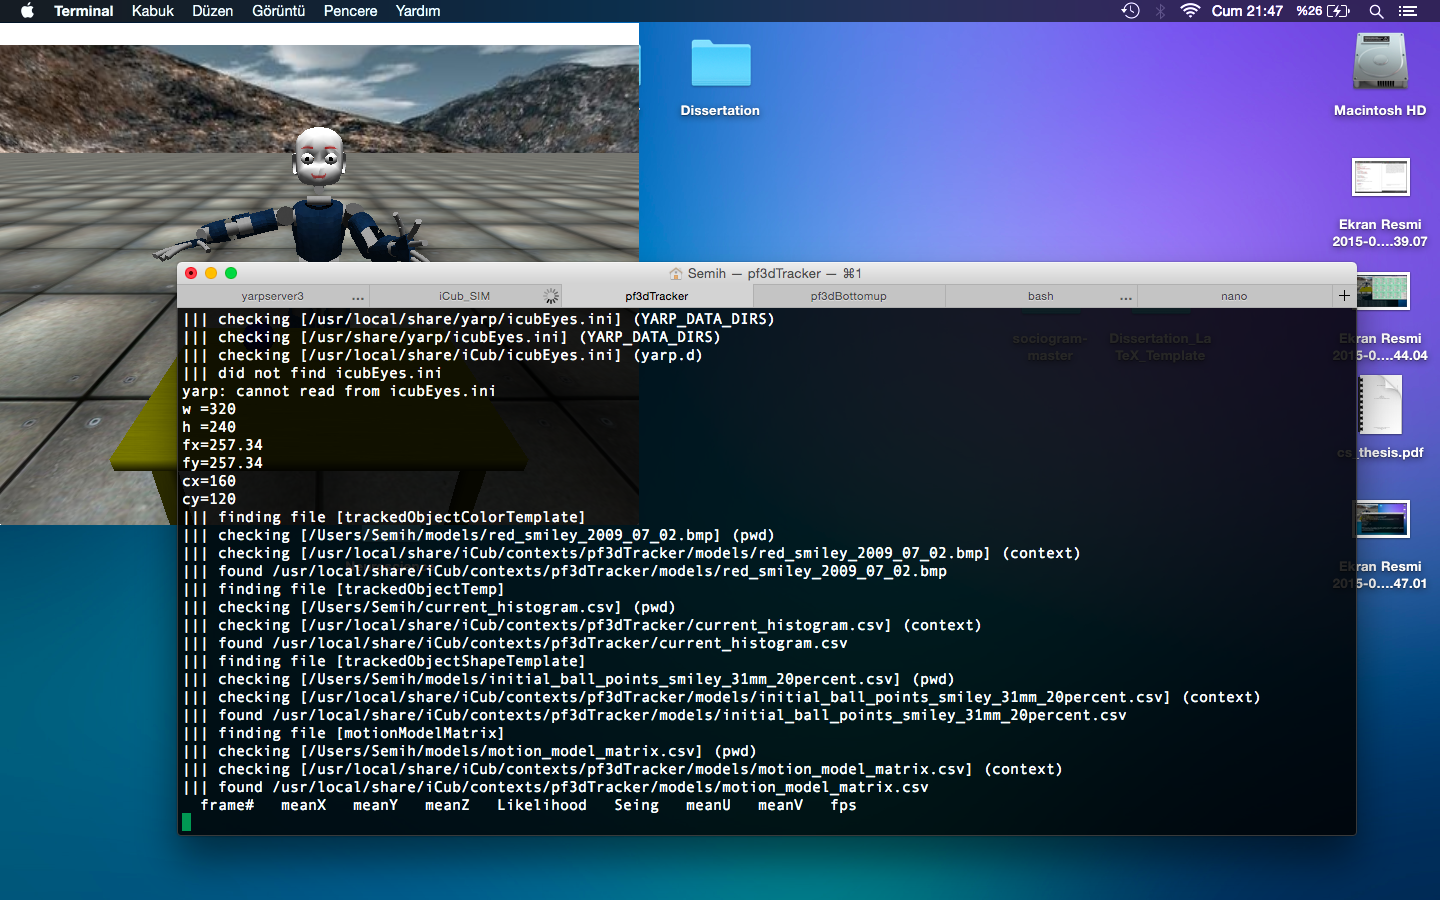 Terminal Kabuk Düzen Görüntü Pencere Yardım Cum 21:47 %26
Dissertation
Macintosh HD
Ekran Resmi
2015-0....39.07
Semih — pf3dTracker — ⌘1
yarpserver3 ... iCub_SIM pf3dTracker pf3dBottomup bash ... nano +
||| checking [/usr/local/share/yarp/icubEyes.ini] (YARP_DATA_DIRS)
||| checking [/usr/share/yarp/icubEyes.ini] (YARP_DATA_DIRS)
||| checking [/usr/local/share/iCub/icubEyes.ini] (yarp.d)
||| did not find icubEyes.ini
yarp: cannot read from icubEyes.ini
w =320
h =240
fx=257.34
fy=257.34
cx=160
cy=120
||| finding file [trackedObjectColorTemplate]
||| checking [/Users/Semih/models/red_smiley_2009_07_02.bmp] (pwd)
||| checking [/usr/local/share/iCub/contexts/pf3dTracker/models/red_smiley_2009_07_02.bmp] (context)
||| found /usr/local/share/iCub/contexts/pf3dTracker/models/red_smiley_2009_07_02.bmp
||| finding file [trackedObjectTemp]
||| checking [/Users/Semih/current_histogram.csv] (pwd)
||| checking [/usr/local/share/iCub/contexts/pf3dTracker/current_histogram.csv] (context)
||| found /usr/local/share/iCub/contexts/pf3dTracker/current_histogram.csv
||| finding file [trackedObjectShapeTemplate]
||| checking [/Users/Semih/models/initial_ball_points_smiley_31mm_20percent.csv] (pwd)
||| checking [/usr/local/share/iCub/contexts/pf3dTracker/models/initial_ball_points_smiley_31mm_20percent.csv] (context)
||| found /usr/local/share/iCub/contexts/pf3dTracker/models/initial_ball_points_smiley_31mm_20percent.csv
||| finding file [motionModelMatrix]
||| checking [/Users/Semih/models/motion_model_matrix.csv] (pwd)
||| checking [/usr/local/share/iCub/contexts/pf3dTracker/models/motion_model_matrix.csv] (context)
||| found /usr/local/share/iCub/contexts/pf3dTracker/models/motion_model_matrix.csv
frame# meanX meanY meanZ Likelihood Seing meanU meanV fps
sociogram-
master
Dissertation_La
TeX_Template
Ekran Resmi
2015-0....44.04
cs_thesis.pdf
Ekran Resmi
2015-0....47.01